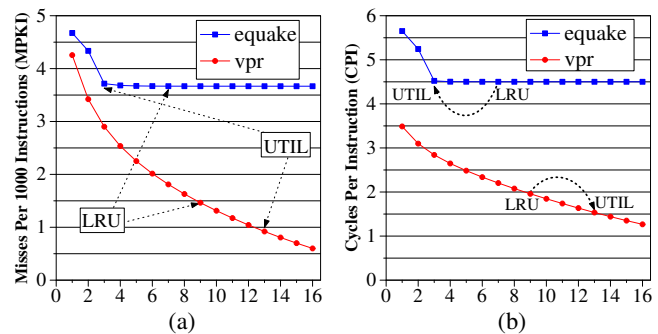 Misses Per 1000 Instructions (MPKI)
5
4
3
2
1
0
equake
vpr
UTIL
LRU
0 2 4 6 8 10 12 14 16
(a)
Cycles Per Instruction (CPI)
6
5
4
3
2
1
0
equake
vpr
UTIL
LRU
LRU
UTIL
0 2 4 6 8 10 12 14 16
(b)